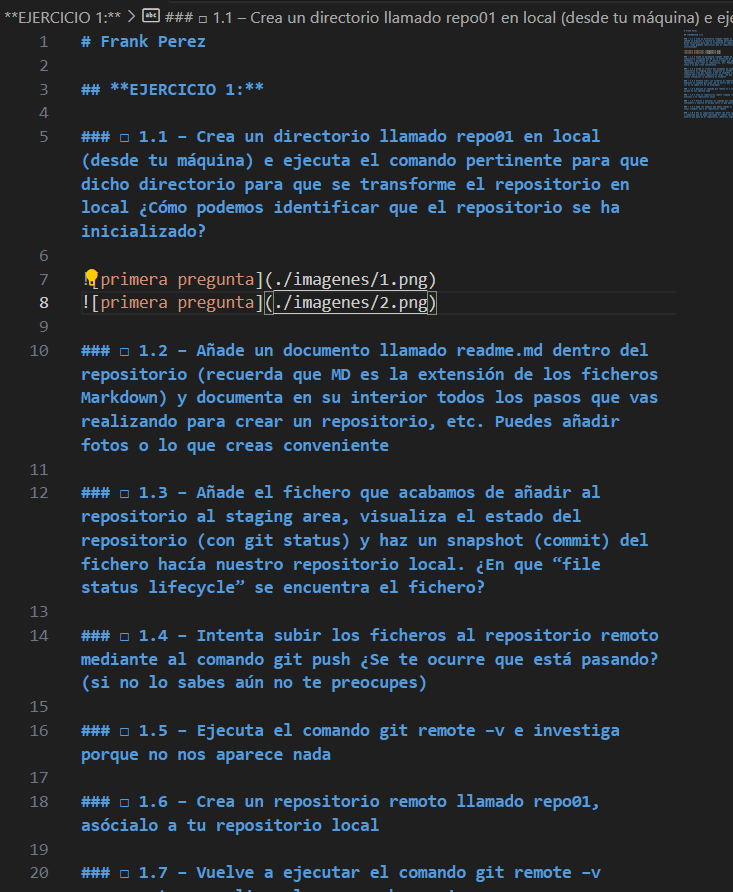 **EJERCICIO 1:** > abc ### □ 1.1 – Crea un directorio llamado repo01 en local (desde tu máquina) e eje
1 # Frank Perez
2
3 ## **EJERCICIO 1:**
4
5 ### □ 1.1 – Crea un directorio llamado repo01 en local
(desde tu máquina) e ejecuta el comando pertinente para que
dicho directorio para que se transforme el repositorio en
local ¿Cómo podemos identificar que el repositorio se ha
inicializado?
6
7 ![primera pregunta](./imagenes/1.png)
8 ![primera pregunta](./imagenes/2.png)
9
10 ### □ 1.2 – Añade un documento llamado readme.md dentro del
repositorio (recuerda que MD es la extensión de los ficheros
Markdown) y documenta en su interior todos los pasos que vas
realizando para crear un repositorio, etc. Puedes añadir
fotos o lo que creas conveniente
11
12 ### □ 1.3 – Añade el fichero que acabamos de añadir al
repositorio al staging area, visualiza el estado del
repositorio (con git status) y haz un snapshot (commit) del
fichero hacía nuestro repositorio local. ¿En que “file
status lifecycle” se encuentra el fichero?
13
14 ### □ 1.4 – Intenta subir los ficheros al repositorio remoto
mediante al comando git push ¿Se te ocurre que está pasando?
(si no lo sabes aún no te preocupes)
15
16 ### □ 1.5 – Ejecuta el comando git remote –v e investiga
porque no nos aparece nada
17
18 ### □ 1.6 – Crea un repositorio remoto llamado repo01,
asócialo a tu repositorio local
19
20 ### □ 1.7 – Vuelve a ejecutar el comando git remote –v